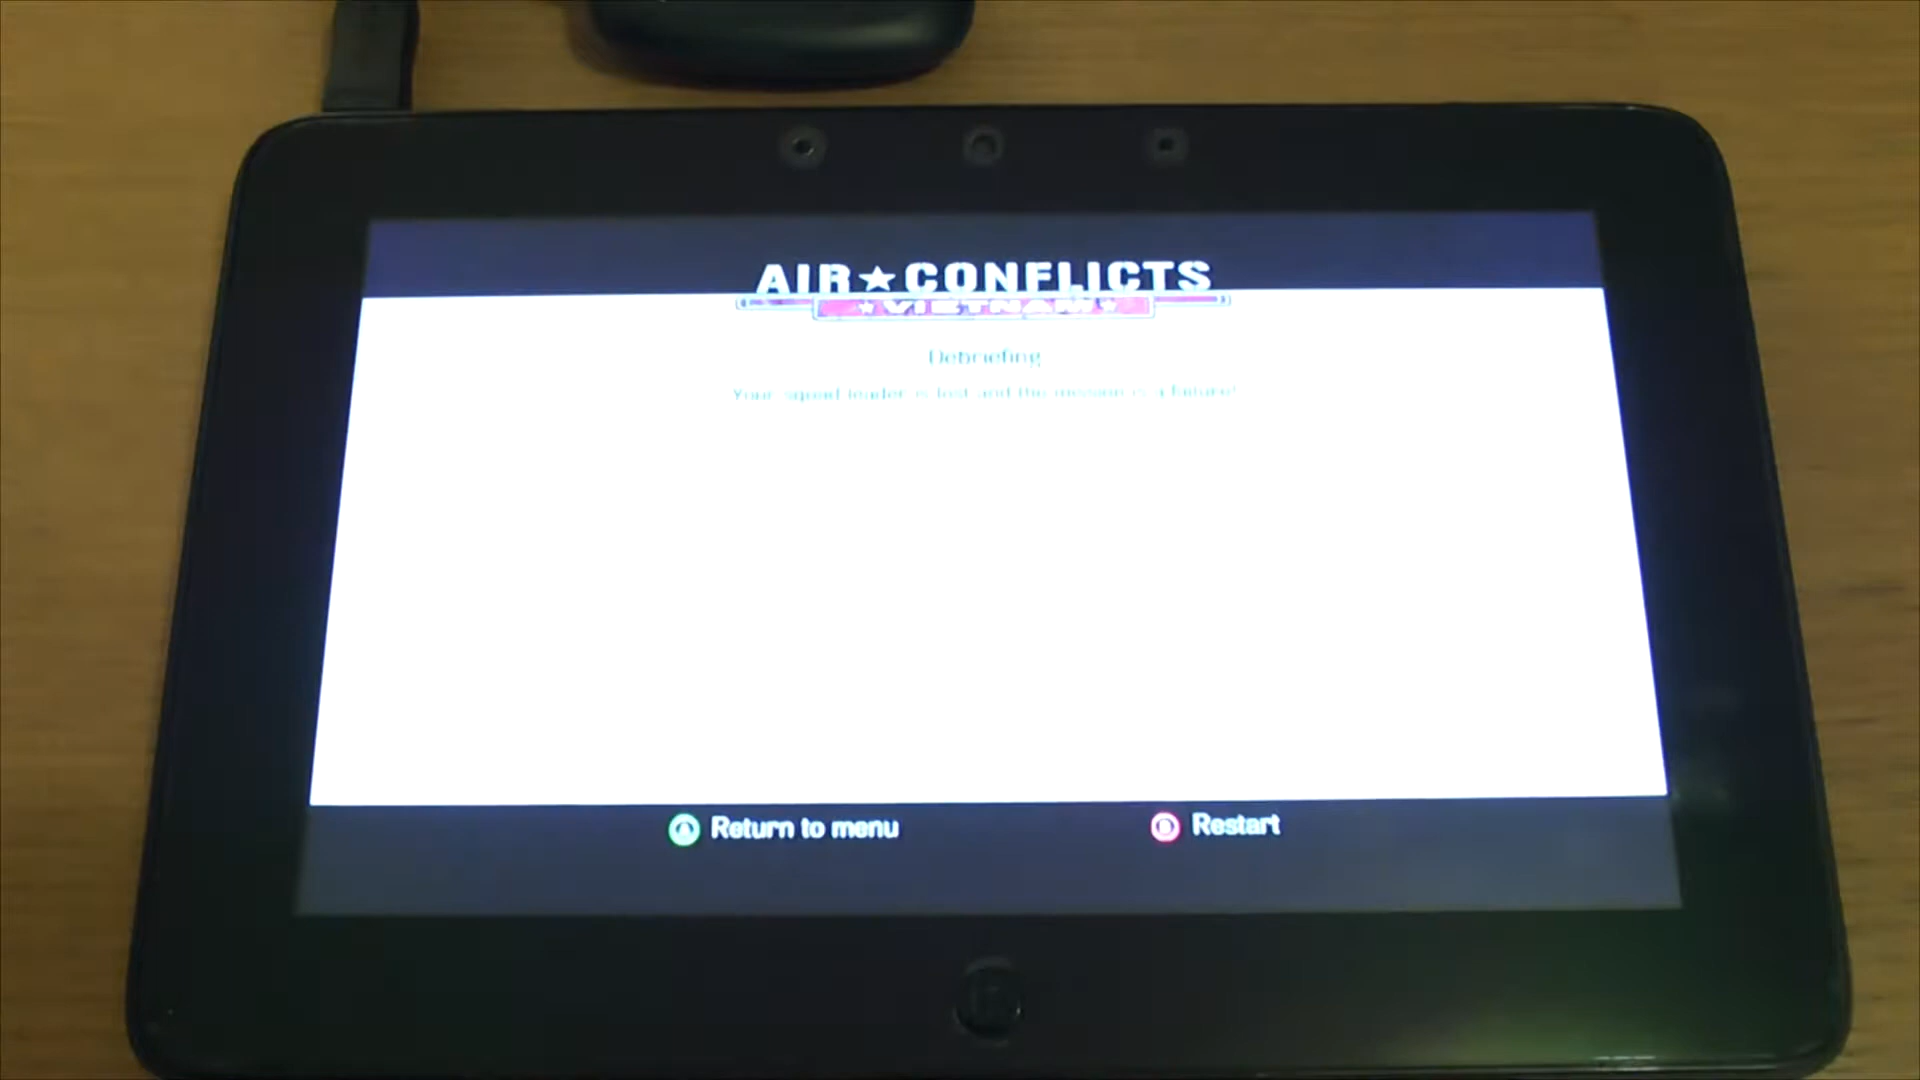 AIR★CONFLICTS
★VIETNAM★
Debriefing
Your squad leader is lost and the mission is a failure!
A Return to menu
B Restart